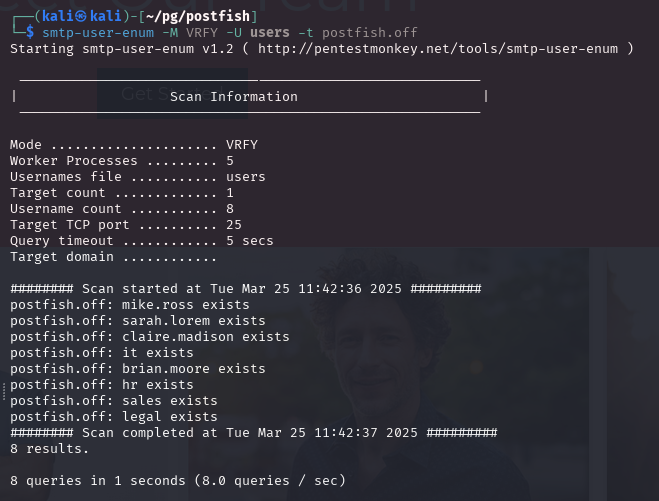 ┌──(kali㉿kali)-[~/pg/postfish]
└─$ smtp-user-enum -M VRFY -U users -t postfish.off
Starting smtp-user-enum v1.2 ( http://pentestmonkey.net/tools/smtp-user-enum )
 ----------------------------------------------------------
|                   Scan Information                       |
 ----------------------------------------------------------
Mode ..................... VRFY
Worker Processes ......... 5
Usernames file ........... users
Target count ............. 1
Username count ........... 8
Target TCP port .......... 25
Query timeout ............ 5 secs
Target domain ............
######## Scan started at Tue Mar 25 11:42:36 2025 #########
postfish.off: mike.ross exists
postfish.off: sarah.lorem exists
postfish.off: claire.madison exists
postfish.off: it exists
postfish.off: brian.moore exists
postfish.off: hr exists
postfish.off: sales exists
postfish.off: legal exists
######## Scan completed at Tue Mar 25 11:42:37 2025 #########
8 results.
8 queries in 1 seconds (8.0 queries / sec)